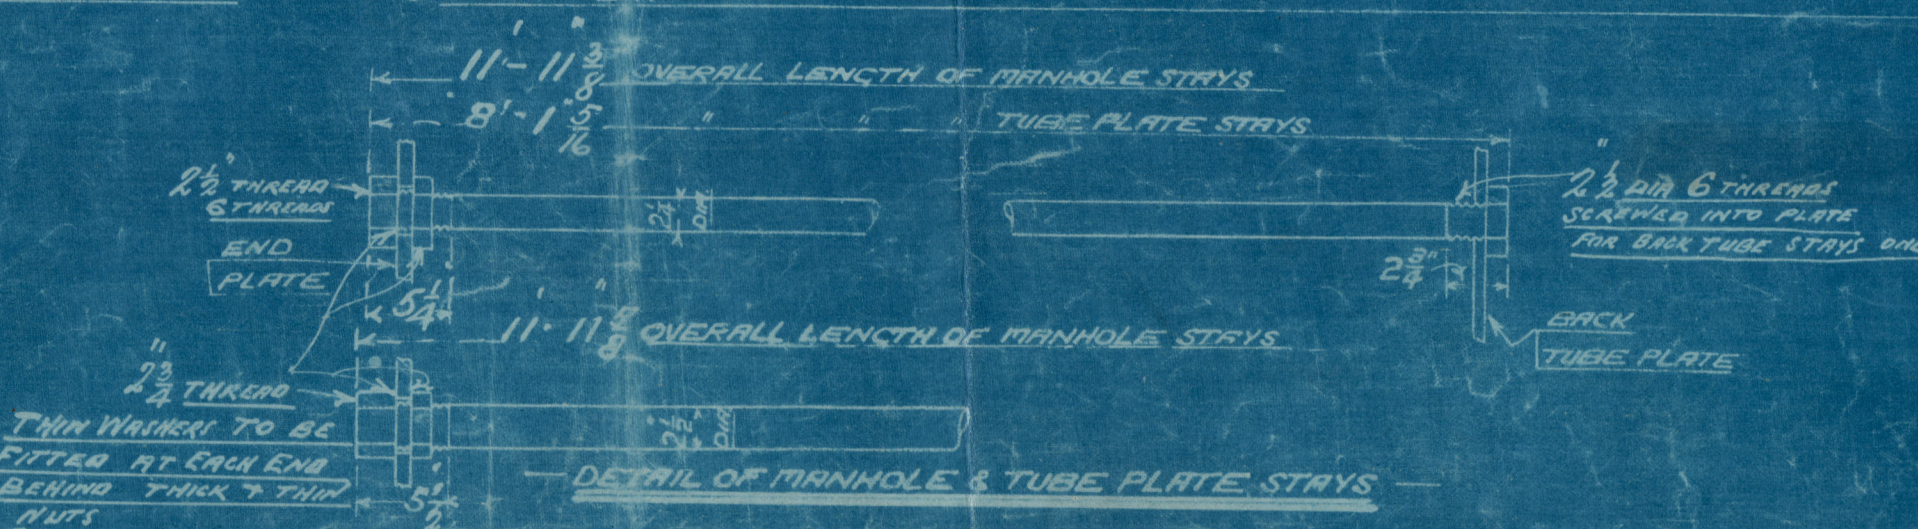 11'-11 3/8" OVERALL LENGTH OF MANHOLE STAYS
8'-1 5/16" " " " TUBE PLATE STAYS
2 1/2" THREAD
6 THREADS
END
PLATE
2 1/4" DIA
5 1/4
2 1/2" DIA 6 THREADS
SCREWED INTO PLATE
FOR BACK TUBE STAYS
2 3/4"
BACK
TUBE PLATE
11'-11 7/8" OVERALL LENGTH OF MANHOLE STAYS
2 3/4" THREAD
THIN WASHERS TO BE
FITTED AT EACH END
BEHIND THICK & THIN
NUTS
2 1/2" DIA
5 1/2"
DETAIL OF MANHOLE & TUBE PLATE STAYS